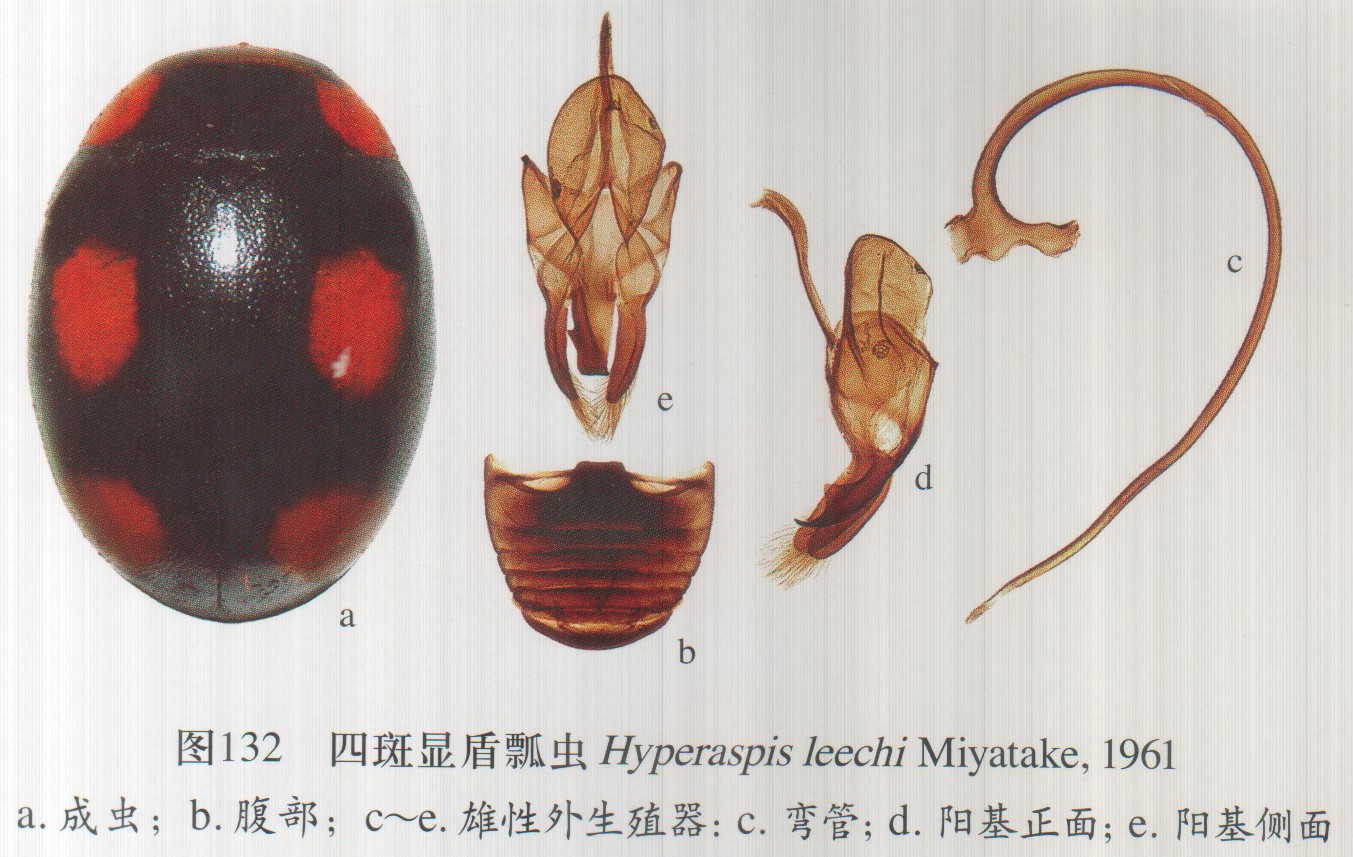 e
c
d
a
b
图132 四斑显盾瓢虫 Hyperaspis leechi Miyatake, 1961
a. 成虫；b. 腹部；c～e. 雄性外生殖器：c. 弯管；d. 阳基正面；e. 阳基侧面